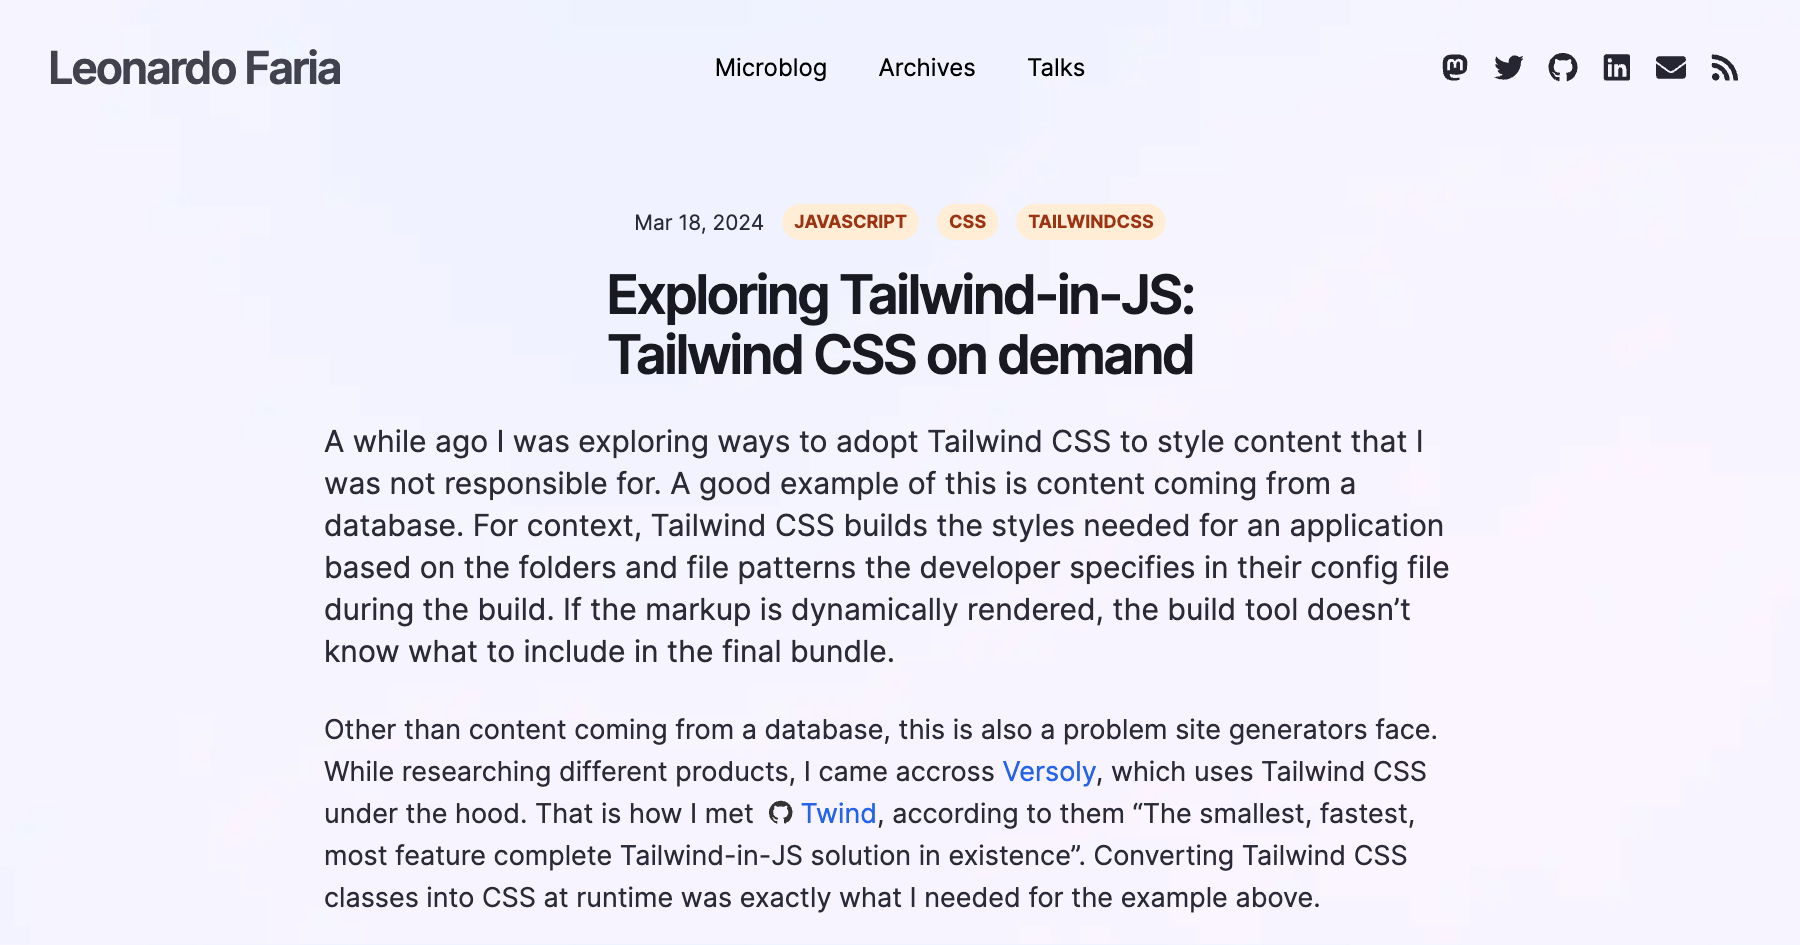 Leonardo Faria
Microblog Archives Talks
Mar 18, 2024 JAVASCRIPT CSS TAILWINDCSS
Exploring Tailwind-in-JS:
Tailwind CSS on demand
A while ago I was exploring ways to adopt Tailwind CSS to style content that I
was not responsible for. A good example of this is content coming from a
database. For context, Tailwind CSS builds the styles needed for an application
based on the folders and file patterns the developer specifies in their config file
during the build. If the markup is dynamically rendered, the build tool doesn’t
know what to include in the final bundle.
Other than content coming from a database, this is also a problem site generators face.
While researching different products, I came accross Versoly, which uses Tailwind CSS
under the hood. That is how I met Twind, according to them “The smallest, fastest,
most feature complete Tailwind-in-JS solution in existence”. Converting Tailwind CSS
classes into CSS at runtime was exactly what I needed for the example above.